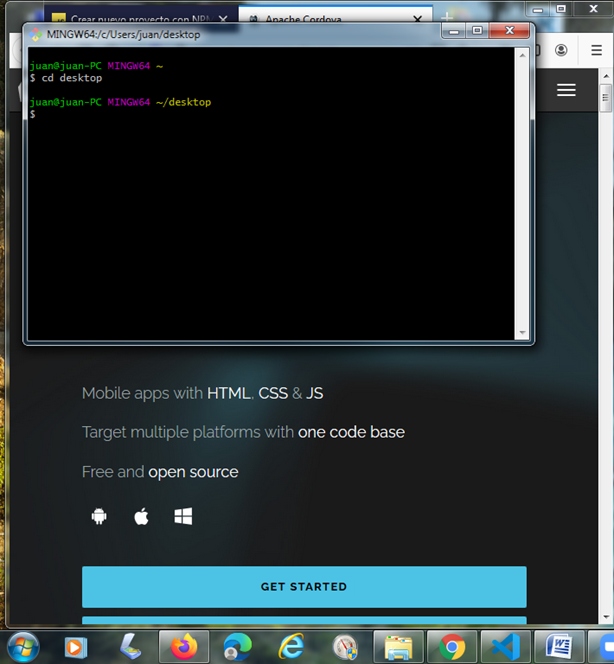 Crear nuevo proyecto con NPM
Apache Cordova
MINGW64:/c/Users/juan/desktop
juan@juan-PC MINGW64 ~
$ cd desktop
juan@juan-PC MINGW64 ~/desktop
$
Mobile apps with HTML, CSS & JS
Target multiple platforms with one code base
Free and open source
GET STARTED